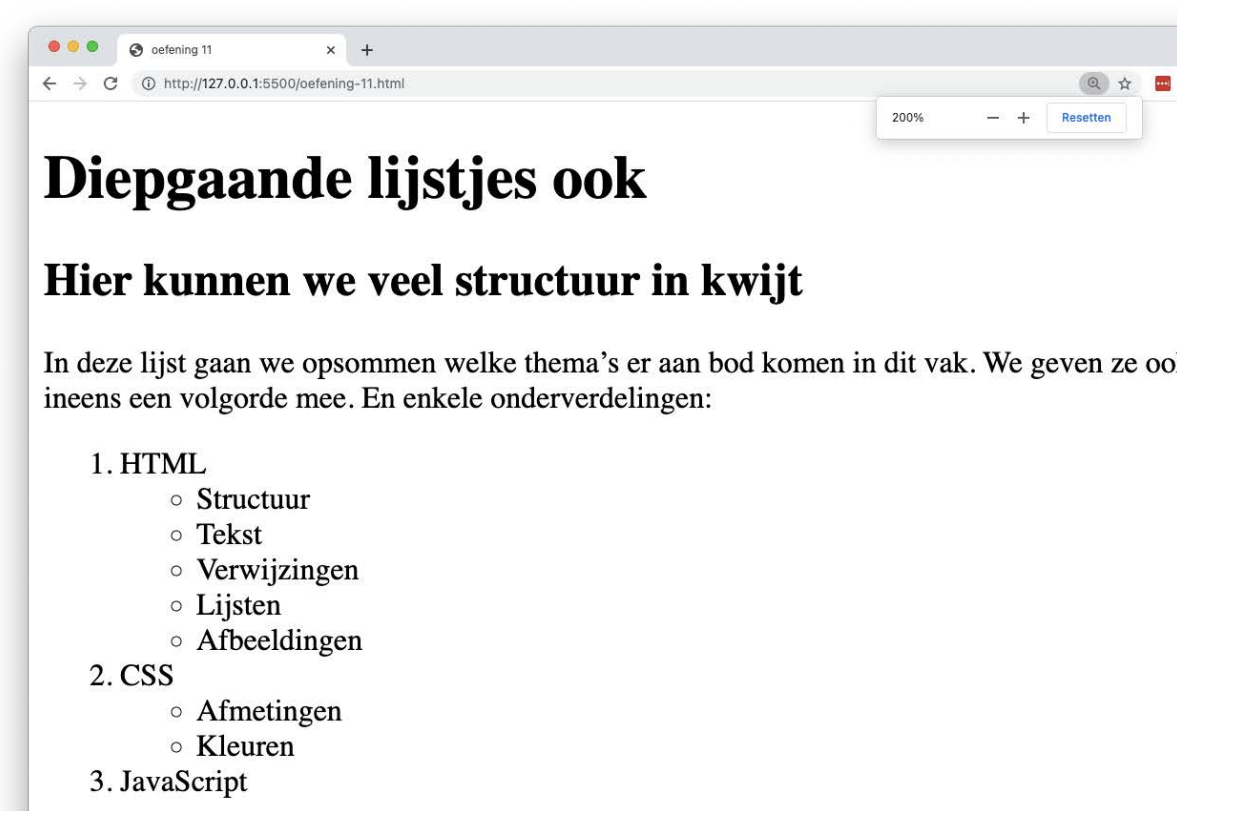 oefening 11
http://127.0.0.1:5500/oefening-11.html
200%
Resetten
Diepgaande lijstjes ook
Hier kunnen we veel structuur in kwijt
In deze lijst gaan we opsommen welke thema’s er aan bod komen in dit vak. We geven ze
ineens een volgorde mee. En enkele onderverdelingen:
1. HTML
◦ Structuur
◦ Tekst
◦ Verwijzingen
◦ Lijsten
◦ Afbeeldingen
2. CSS
◦ Afmetingen
◦ Kleuren
3. JavaScript